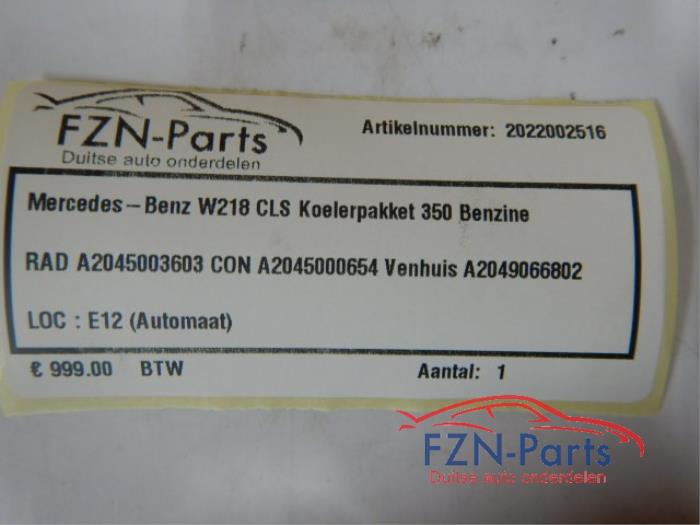 FZN-Parts
Duitse auto onderdelen
Artikelnummer: 2022002516
Mercedes-Benz W218 CLS Koelerpakket 350 Benzine
RAD A2045003603 CON A2045000654 Venhuis A2049066802
LOC : E12 (Automaat)
€ 999.00 BTW
Aantal: 1
FZN-Parts
Duitse auto onderdelen